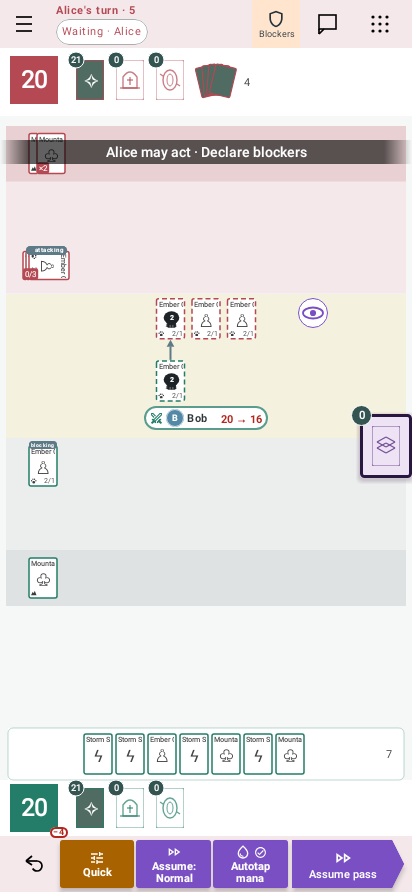 Alice's turn · 5
Waiting · Alice
Blockers
20
21
0
0
4
Mounta
×2
Alice may act · Declare blockers
attacking
Ember (
0/3
Ember (
2
2/1
Ember (
2/1
Ember (
2/1
Ember (
2
2/1
B
Bob
20 → 16
0
blocking
Ember (
2/1
Mounta
Storm S
Storm S
Ember (
Storm S
Mounta
Storm S
Mounta
7
20
21
0
0
-4
Quick
Assume:
Normal
Autotap
mana
Assume pass